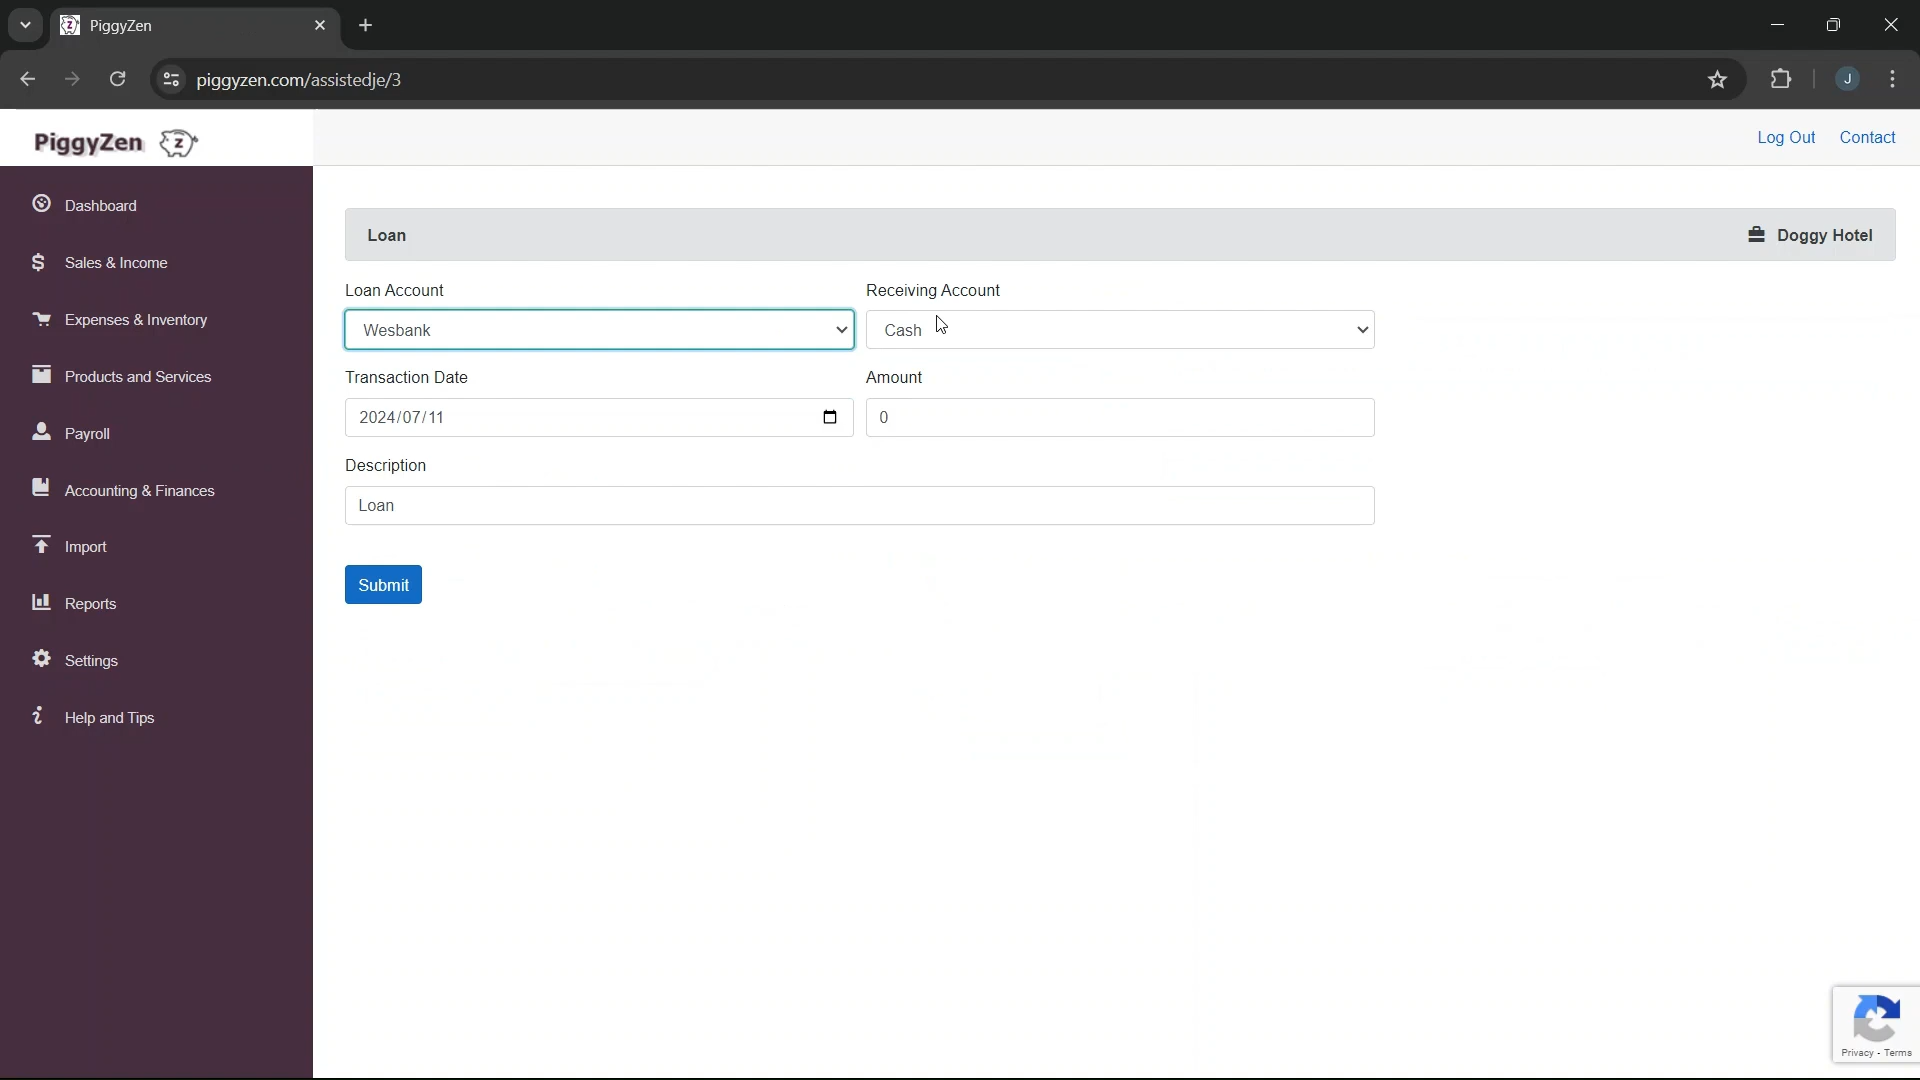 PiggyZen
piggyzen.com/assistedje/3
J
PiggyZen Z
Log Out Contact
Dashboard
Sales & Income
Expenses & Inventory
Products and Services
Payroll
Accounting & Finances
Import
Reports
Settings
Help and Tips
Loan
Doggy Hotel
Loan Account Receiving Account
Wesbank Cash
Transaction Date Amount
2024/07/11 0
Description
Loan
Submit
Privacy - Terms